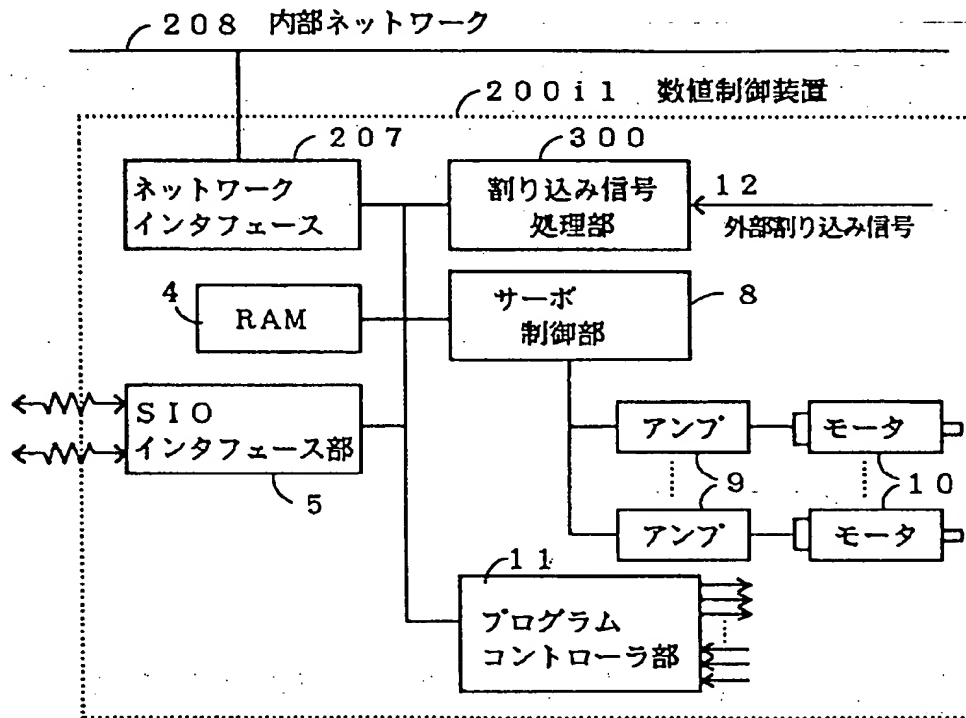 ２０８ 内部ネットワーク
２００ｉ１ 数値制御装置
２０７
ネットワーク
インタフェース
３００
割り込み信号
処理部
１２
外部割り込み信号
４
ＲＡＭ
サーボ
制御部
８
ＳＩＯ
インタフェース部
５
アンプ
モータ
９
１０
アンプ
モータ
１１
プログラム
コントローラ部